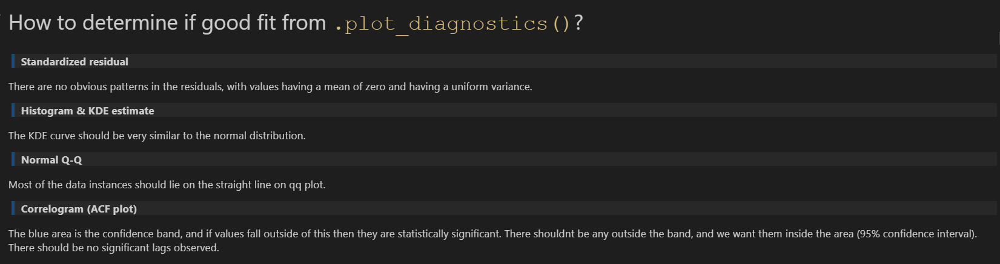 How to determine if good fit from .plot_diagnostics()?
Standardized residual
There are no obvious patterns in the residuals, with values having a mean of zero and having a uniform variance.
Histogram & KDE estimate
The KDE curve should be very similar to the normal distribution.
Normal Q-Q
Most of the data instances should lie on the straight line on qq plot.
Correlogram (ACF plot)
The blue area is the confidence band, and if values fall outside of this then they are statistically significant. There shouldnt be any outside the band, and we want them inside the area (95% confidence interval).
There should be no significant lags observed.